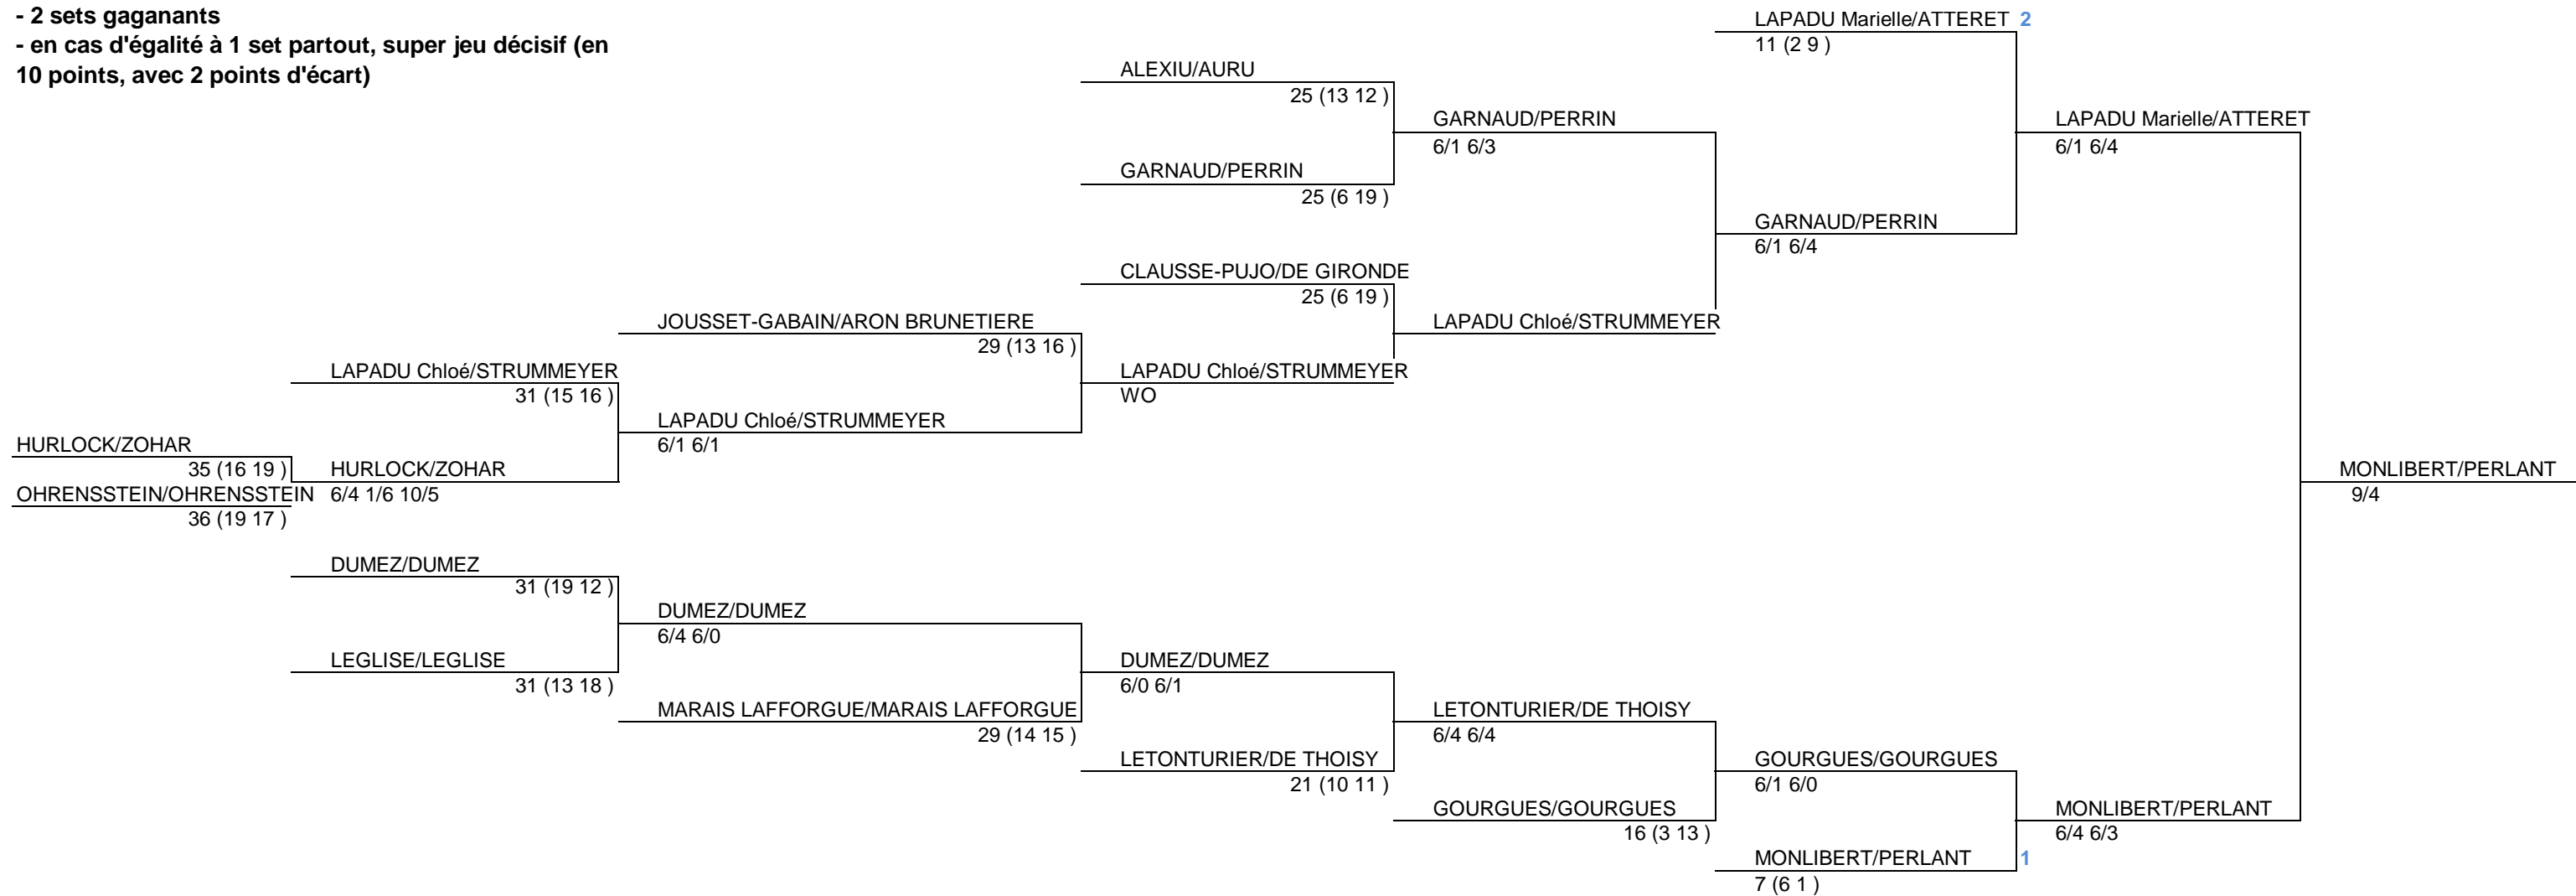 - 2 sets gaganants
- en cas d'égalité à 1 set partout, super jeu décisif (en
10 points, avec 2 points d'écart)
LAPADU Marielle/ATTERET 2
11 (2 9 )
ALEXIU/AURU
25 (13 12 )
GARNAUD/PERRIN
6/1 6/3
LAPADU Marielle/ATTERET
6/1 6/4
GARNAUD/PERRIN
25 (6 19 )
GARNAUD/PERRIN
6/1 6/4
CLAUSSE-PUJO/DE GIRONDE
25 (6 19 )
JOUSSET-GABAIN/ARON BRUNETIERE
29 (13 16 )
LAPADU Chloé/STRUMMEYER
LAPADU Chloé/STRUMMEYER
31 (15 16 )
LAPADU Chloé/STRUMMEYER
WO
LAPADU Chloé/STRUMMEYER
6/1 6/1
HURLOCK/ZOHAR
35 (16 19 )
HURLOCK/ZOHAR
6/4 1/6 10/5
OHRENSSTEIN/OHRENSSTEIN
36 (19 17 )
MONLIBERT/PERLANT
9/4
DUMEZ/DUMEZ
31 (19 12 )
DUMEZ/DUMEZ
6/4 6/0
LEGLISE/LEGLISE
31 (13 18 )
DUMEZ/DUMEZ
6/0 6/1
MARAIS LAFFORGUE/MARAIS LAFFORGUE
29 (14 15 )
LETONTURIER/DE THOISY
6/4 6/4
LETONTURIER/DE THOISY
21 (10 11 )
GOURGUES/GOURGUES
6/1 6/0
GOURGUES/GOURGUES
16 (3 13 )
MONLIBERT/PERLANT
6/4 6/3
MONLIBERT/PERLANT 1
7 (6 1 )